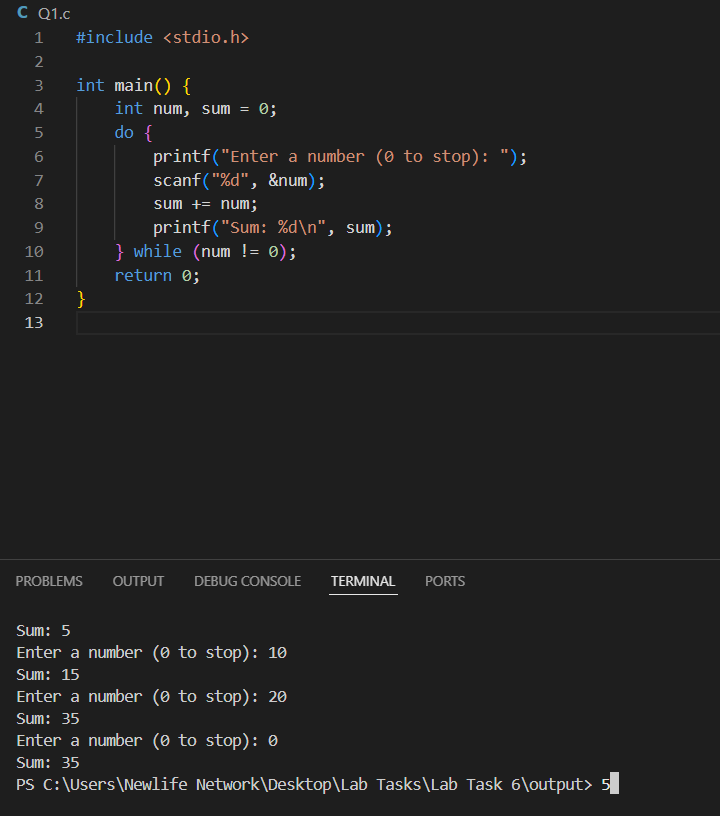 C Q1.c
1 #include <stdio.h>
2
3 int main() {
4     int num, sum = 0;
5     do {
6         printf("Enter a number (0 to stop): ");
7         scanf("%d", &num);
8         sum += num;
9         printf("Sum: %d\n", sum);
10     } while (num != 0);
11     return 0;
12 }
13
PROBLEMS OUTPUT DEBUG CONSOLE TERMINAL PORTS
Sum: 5
Enter a number (0 to stop): 10
Sum: 15
Enter a number (0 to stop): 20
Sum: 35
Enter a number (0 to stop): 0
Sum: 35
PS C:\Users\Newlife Network\Desktop\Lab Tasks\Lab Task 6\output> 5